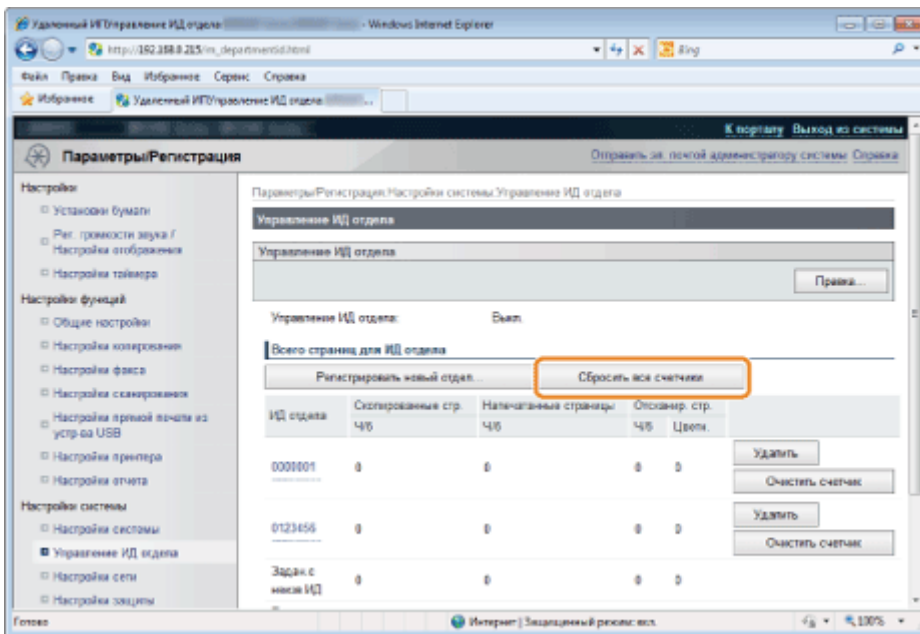 Удаленный ИП:Управление ИД отдела: - Windows Internet Explorer
http://192.168.0.215/m_departmentid.html
Bing
Файл Правка Вид Избранное Сервис Справка
Избранное Удаленный ИП:Управление ИД отдела: ...
К порталу Выход из системы
Параметры/Регистрация
Отправить эл. почтой администратору системы Справка
Настройки
Установки бумаги
Рег. громкости звука /
Настройки отображения
Настройки таймера
Настройки функций
Общие настройки
Настройки копирования
Настройки факса
Настройки сканирования
Настройки прямой печати из
устр-ва USB
Настройки принтера
Настройки отчета
Настройки системы
Настройки системы
Управление ИД отдела
Настройки сети
Настройки защиты
Параметры/Регистрация:Настройки системы:Управление ИД отдела
Управление ИД отдела
Управление ИД отдела
Правка...
Управление ИД отдела: Выкл.
Всего страниц для ИД отдела
Регистрировать новый отдел... Сбросить все счетчики
ИД отдела Скопированные стр. Напечатанные страницы Отсканир. стр.
Ч/б Ч/б Ч/б Цветн.
0000001 0 0 0 0 Удалить
Очистить счетчик
0123456 0 0 0 0 Удалить
Очистить счетчик
Задан.с
неизв.ИД 0 0 0 0
Готово Интернет | Защищенный режим: вкл. 100%